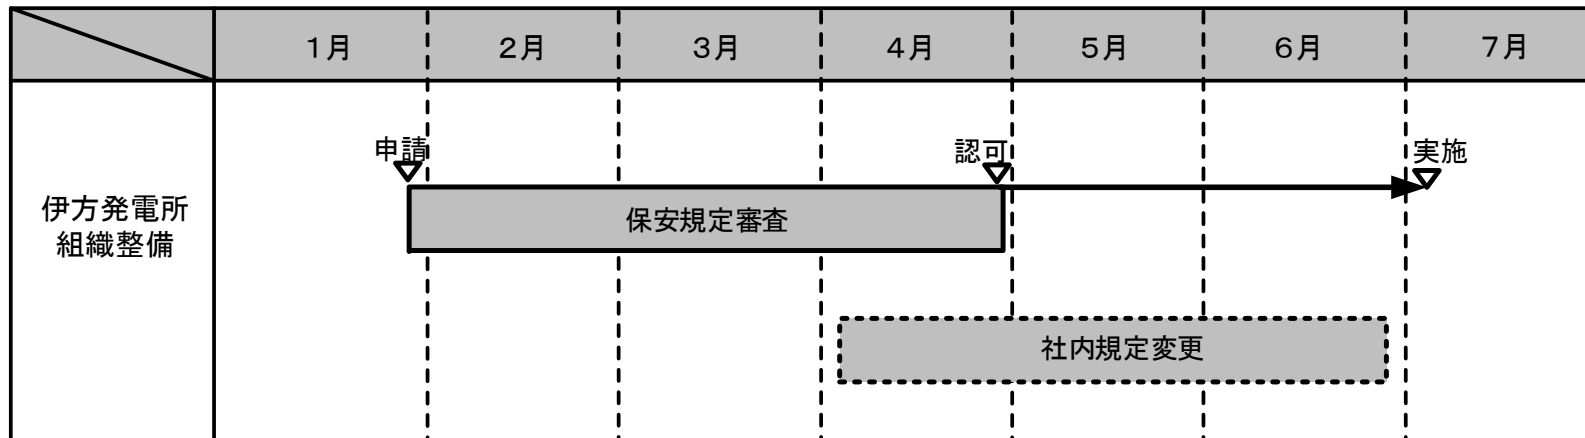 1月 2月 3月 4月 5月 6月 7月
申請 認可 実施
伊方発電所
組織整備
保安規定審査
社内規定変更